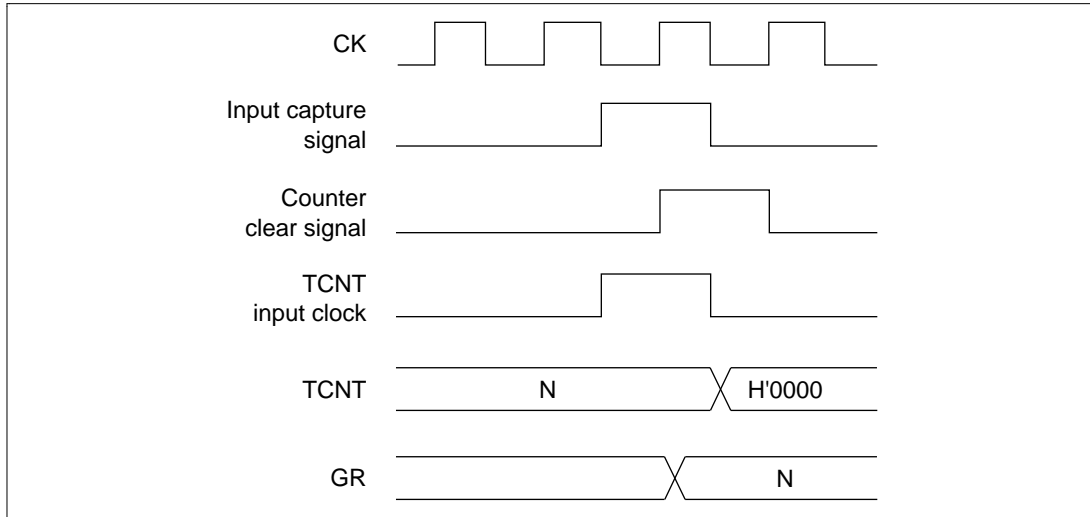 CK
Input capture
signal
Counter
clear signal
TCNT
input clock
TCNT
N
H'0000
GR
N